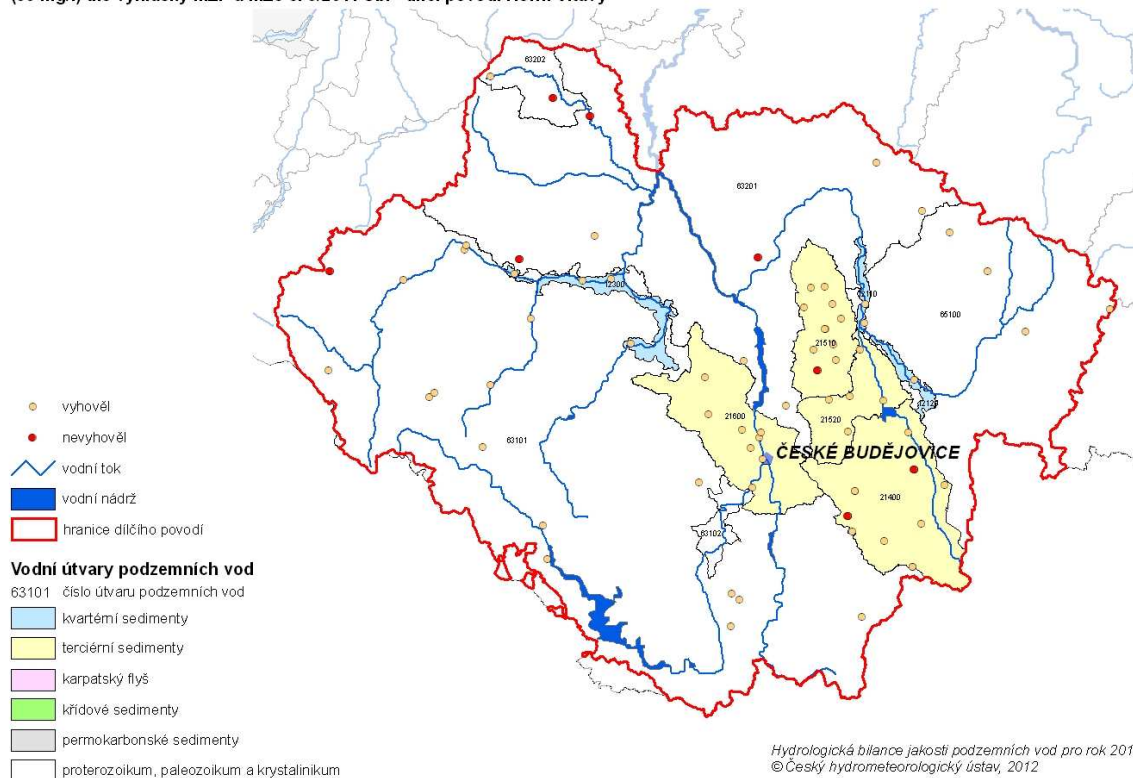 63202
63201
12300
12110
65100
21510
12120
21600
21520
ČESKÉ BUDĚJOVICE
63101
21400
63102
vyhověl
nevyhověl
vodní tok
vodní nádrž
hranice dílčího povodí
Vodní útvary podzemních vod
63101 číslo útvaru podzemních vod
kvartérní sedimenty
terciérní sedimenty
karpatský flyš
křídové sedimenty
permokarbonské sedimenty
proterozoikum, paleozoikum a krystalinikum
Hydrologická bilance jakosti podzemních vod pro rok 201
© Český hydrometeorologický ústav, 2012